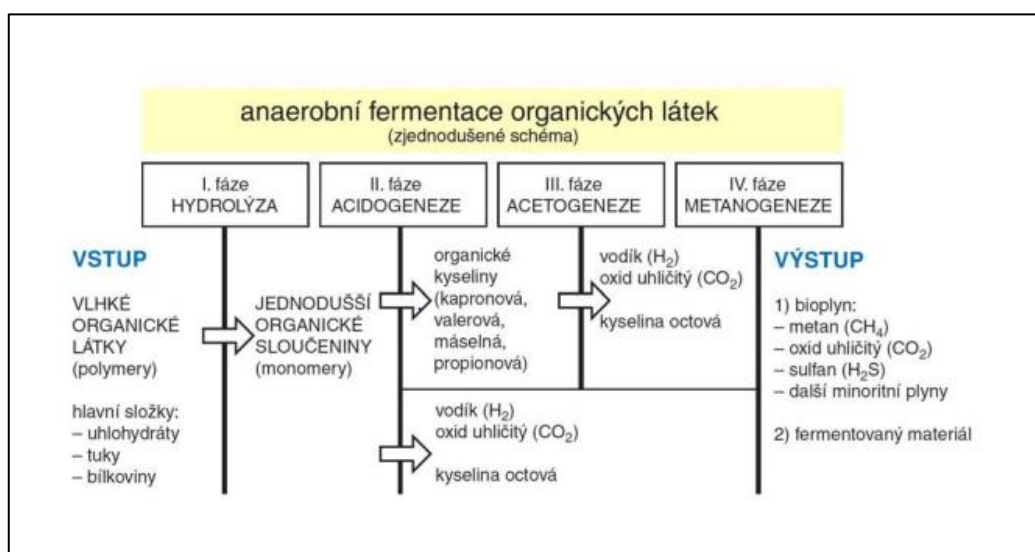 anaerobní fermentace organických látek
(zjednodušené schéma)
I. fáze
HYDROLÝZA
II. fáze
ACIDOGENEZE
III. fáze
ACETOGENEZE
IV. fáze
METANOGENEZE
VSTUP
VLHKÉ
ORGANICKÉ
LÁTKY
(polymery)
hlavní složky:
– uhlohydráty
– tuky
– bílkoviny
JEDNODUŠŠÍ
ORGANICKÉ
SLOUČENINY
(monomery)
organické
kyseliny
(kapronová,
valerová,
máselná,
propionová)
vodík (H₂)
oxid uhličitý (CO₂)
kyselina octová
vodík (H₂)
oxid uhličitý (CO₂)
kyselina octová
VÝSTUP
1) bioplyn:
– metan (CH₄)
– oxid uhličitý (CO₂)
– sulfan (H₂S)
– další minoritní plyny
2) fermentovaný materiál